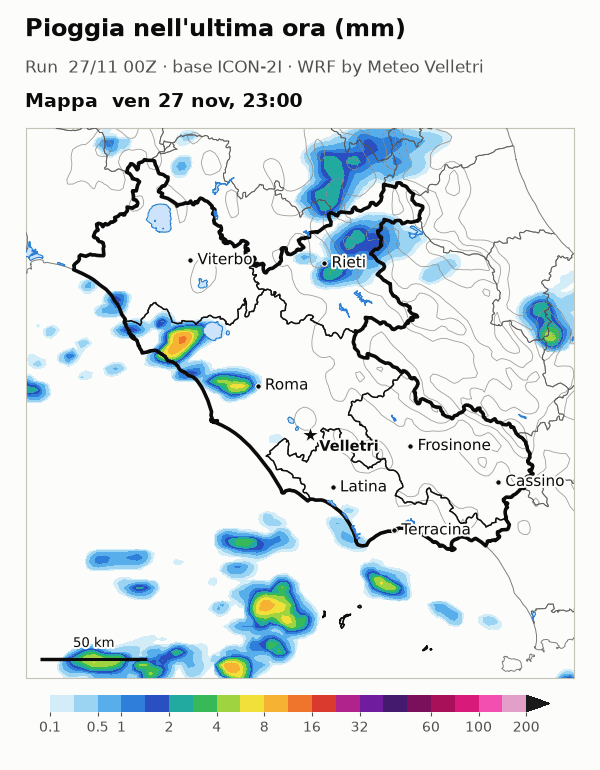 Pioggia nell'ultima ora (mm)
Run  27/11 00Z · base ICON-2I · WRF by Meteo Velletri
Mappa  ven 27 nov, 23:00
Viterbo
Rieti
Roma
Velletri
Frosinone
Cassino
Latina
Terracina
50 km
0.1 0.5 1 2 4 8 16 32 60 100 200